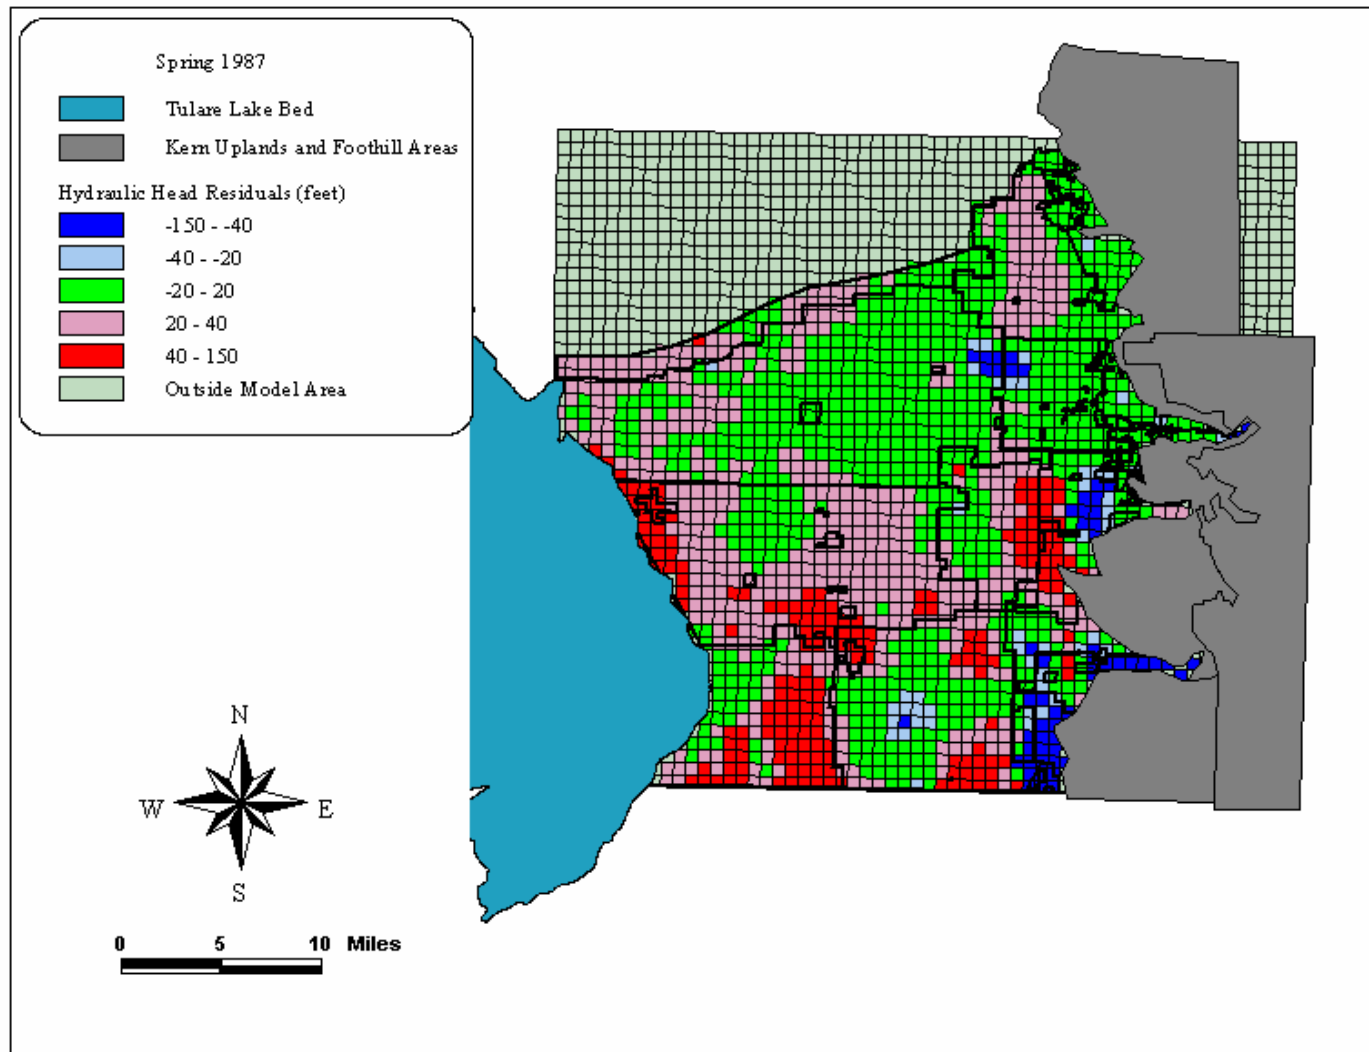 Spring 1987
Tulare Lake Bed
Kern Uplands and Foothill Areas
Hydraulic Head Residuals (feet)
-150 - -40
-40 - -20
-20 - 20
20 - 40
40 - 150
Outside Model Area
N
W E
S
0 5 10 Miles